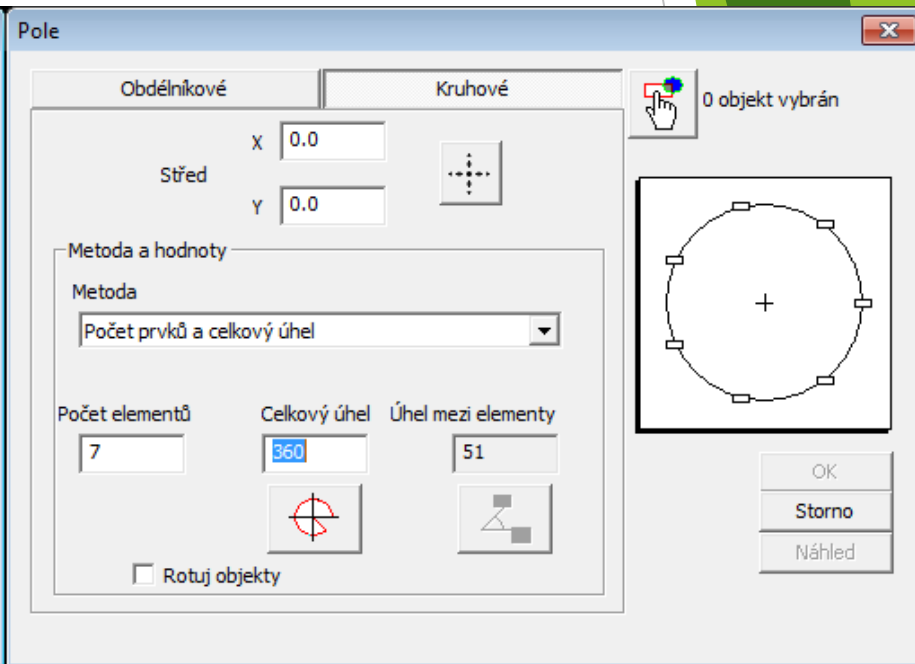 Pole
Obdélníkové
Kruhové
0 objekt vybrán
X 0.0
Střed
Y 0.0
Metoda a hodnoty
Metoda
Počet prvků a celkový úhel
Počet elementů Celkový úhel Úhel mezi elementy
7 360 51
Rotuj objekty
OK
Storno
Náhled